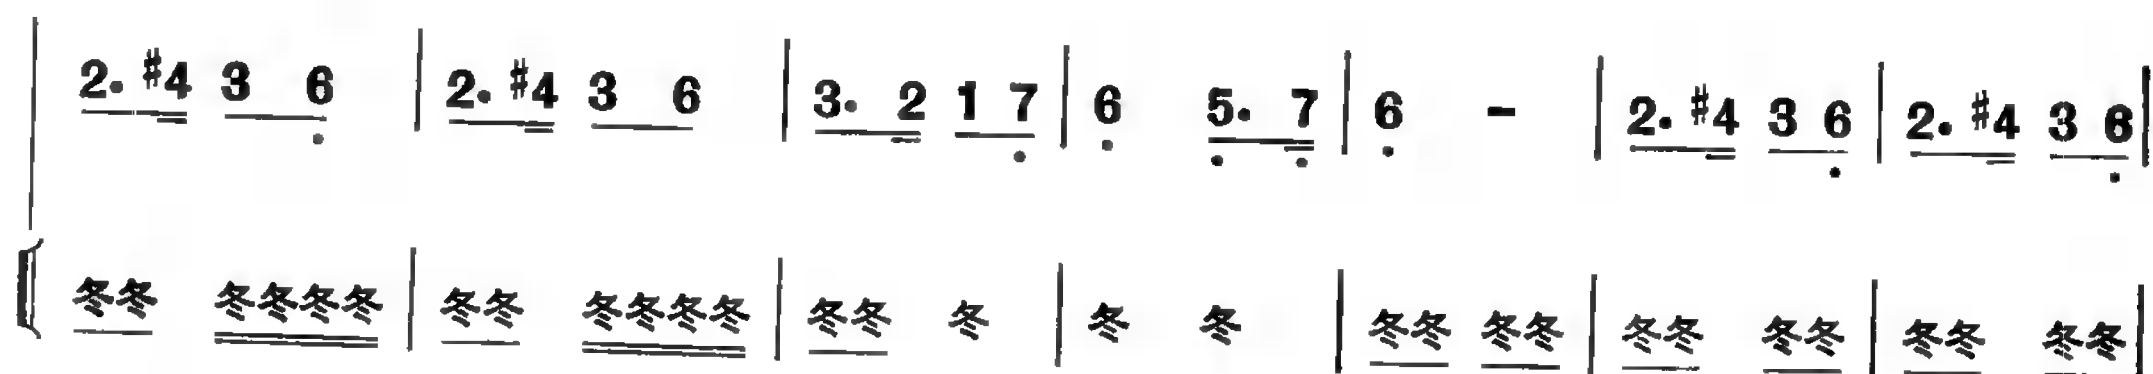 2. #4 3 6 | 2. #4 3 6 | 3. 2 1 7 | 6 5. 7 | 6 - | 2. #4 3 6 | 2. #4 3 6 |
冬冬 冬冬冬冬 | 冬冬 冬冬冬冬 | 冬冬 冬 | 冬 冬 | 冬冬 冬冬 | 冬冬 冬冬 | 冬冬 冬冬 |